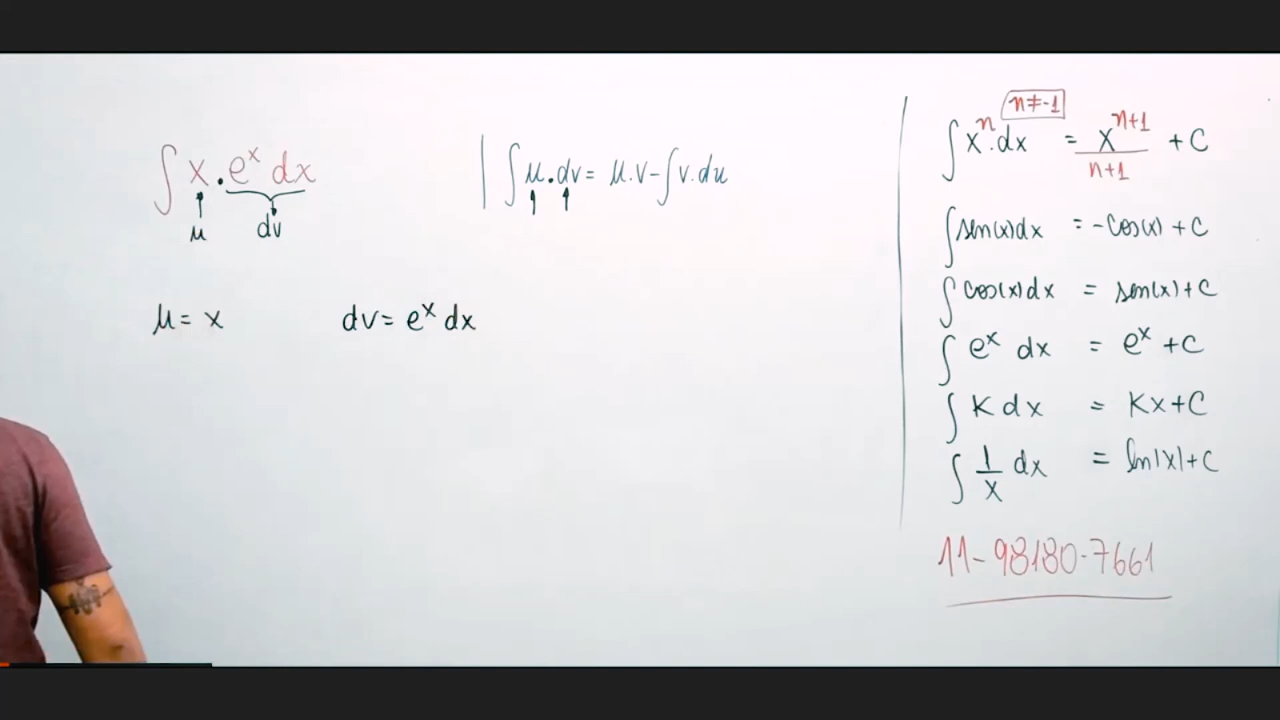 ∫ x · eˣ dx
μ dv
| ∫ μ · dv = μ · v - ∫ v · du
μ = x dv = eˣ dx
n ≠ -1
∫ xⁿ · dx = xⁿ⁺¹/n+1 + C
∫ sen(x) dx = -cos(x) + C
∫ cos(x) dx = sen(x) + C
∫ eˣ dx = eˣ + C
∫ K dx = Kx + C
∫ 1/x dx = ln|x| + C
11-98180-7661